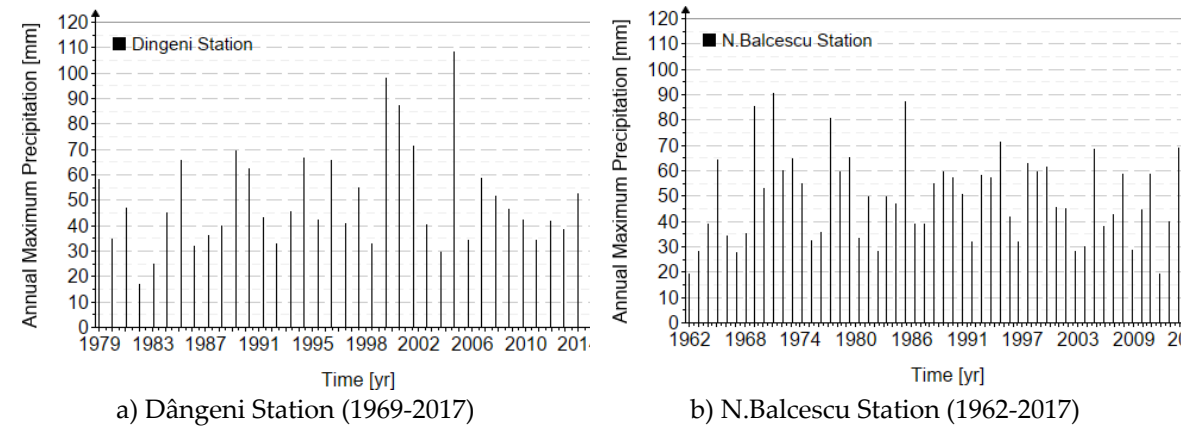 Annual Maximum Precipitation [mm]
120
110
100
90
80
70
60
50
40
30
20
10
0
Dingeni Station
1979 1983 1987 1991 1995 1998 2002 2006 2010 201
Time [yr]
a) Dângeni Station (1969-2017)
Annual Maximum Precipitation [mm]
120
110
100
90
80
70
60
50
40
30
20
10
0
N.Balcescu Station
1962 1968 1974 1980 1986 1991 1997 2003 2009 20
Time [yr]
b) N.Balcescu Station (1962-2017)